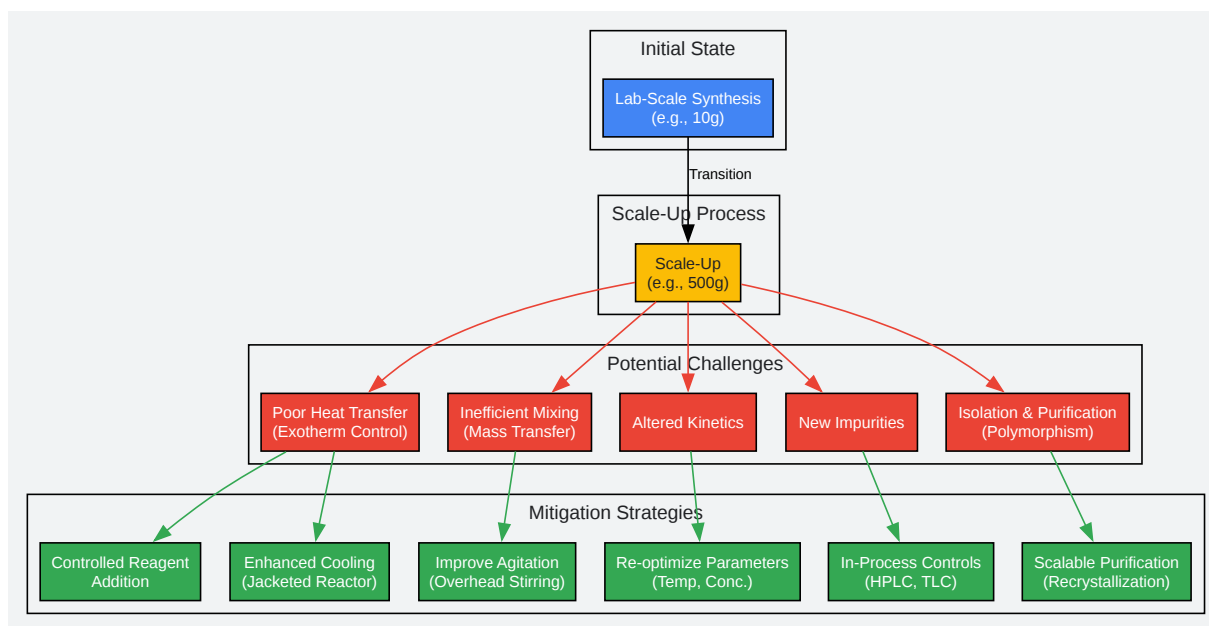 Initial State
Lab-Scale Synthesis
(e.g., 10g)
Transition
Scale-Up Process
Scale-Up
(e.g., 500g)
Potential Challenges
Poor Heat Transfer
(Exotherm Control)
Inefficient Mixing
(Mass Transfer)
Altered Kinetics
New Impurities
Isolation & Purification
(Polymorphism)
Mitigation Strategies
Controlled Reagent
Addition
Enhanced Cooling
(Jacketed Reactor)
Improve Agitation
(Overhead Stirring)
Re-optimize Parameters
(Temp, Conc.)
In-Process Controls
(HPLC, TLC)
Scalable Purification
(Recrystallization)